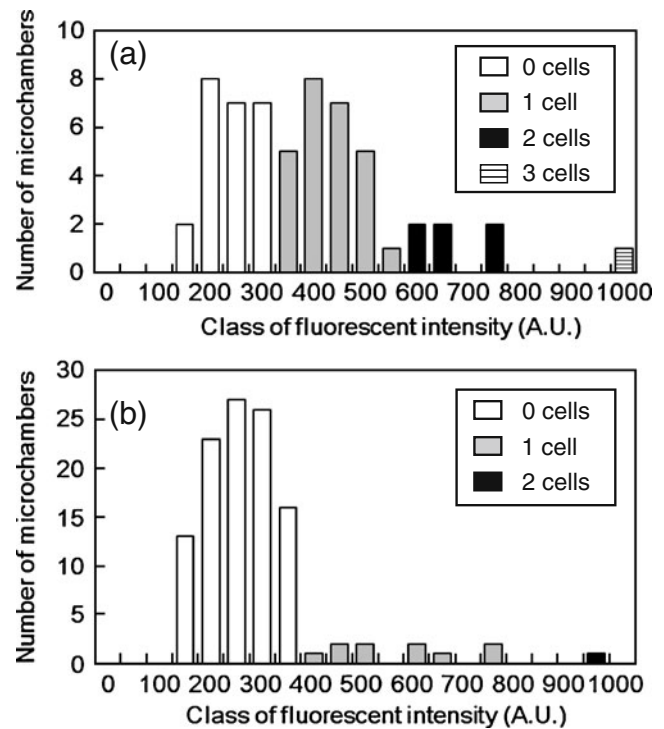 (a)
Number of microchambers
10
8
6
4
2
0
0 cells
1 cell
2 cells
3 cells
0 100 200 300 400 500 600 700 800 900 1000
Class of fluorescent intensity (A.U.)
(b)
Number of microchambers
30
25
20
15
10
5
0
0 cells
1 cell
2 cells
0 100 200 300 400 500 600 700 800 900 1000
Class of fluorescent intensity (A.U.)